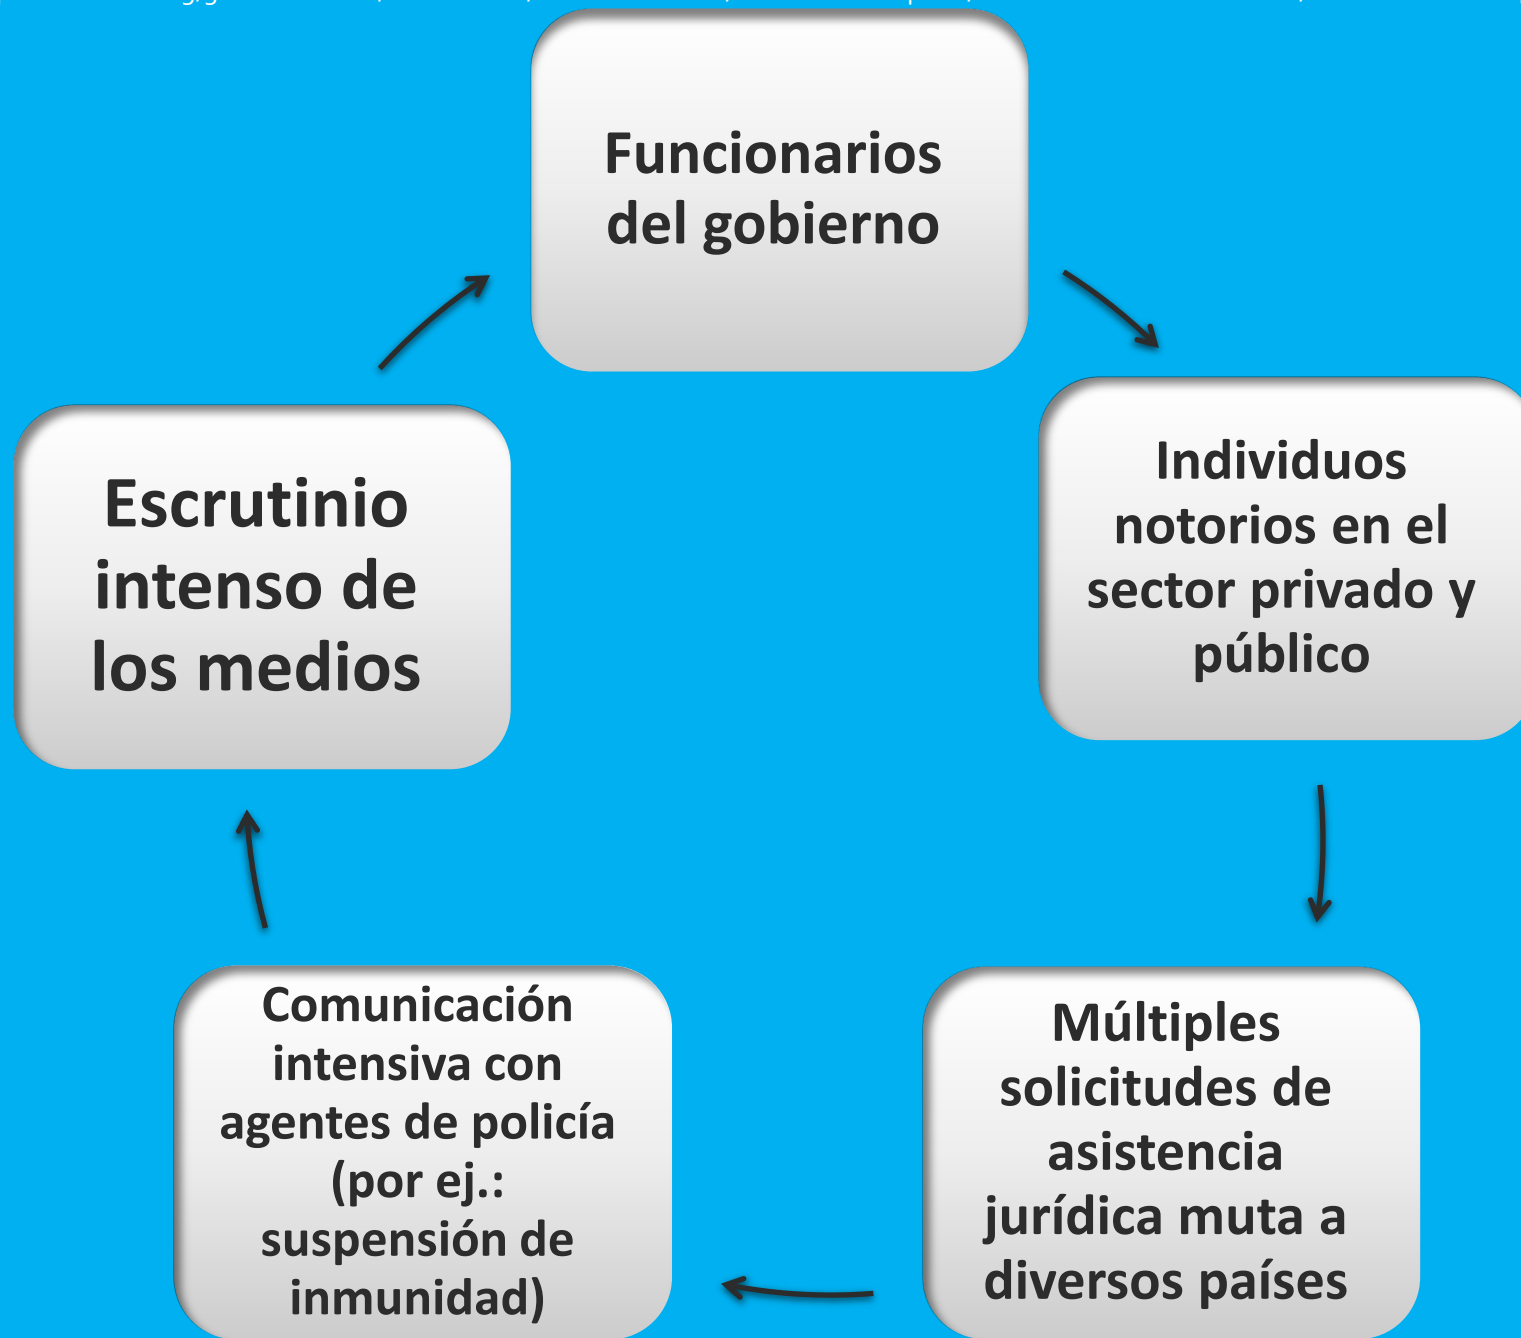 Funcionarios
del gobierno
Individuos
notorios en el
sector privado y
público
Múltiples
solicitudes de
asistencia
jurídica muta a
diversos países
Comunicación
intensiva con
agentes de policía
(por ej.:
suspensión de
inmunidad)
Escrutinio
intenso de
los medios